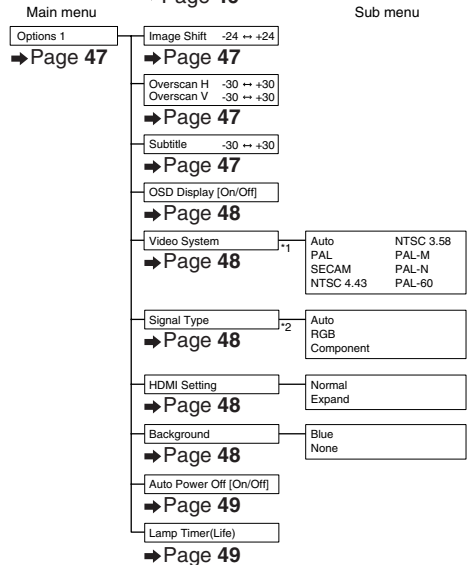 Main menu
Sub menu
Options 1
➡Page 47
Image Shift -24 ↔ +24
➡Page 47
Overscan H -30 ↔ +30
Overscan V -30 ↔ +30
➡Page 47
Subtitle -30 ↔ +30
➡Page 47
OSD Display [On/Off]
➡Page 48
Video System
➡Page 48
*1
Auto NTSC 3.58
PAL PAL-M
SECAM PAL-N
NTSC 4.43 PAL-60
Signal Type
➡Page 48
*2
Auto
RGB
Component
HDMI Setting
➡Page 48
Normal
Expand
Background
➡Page 48
Blue
None
Auto Power Off [On/Off]
➡Page 49
Lamp Timer(Life)
➡Page 49